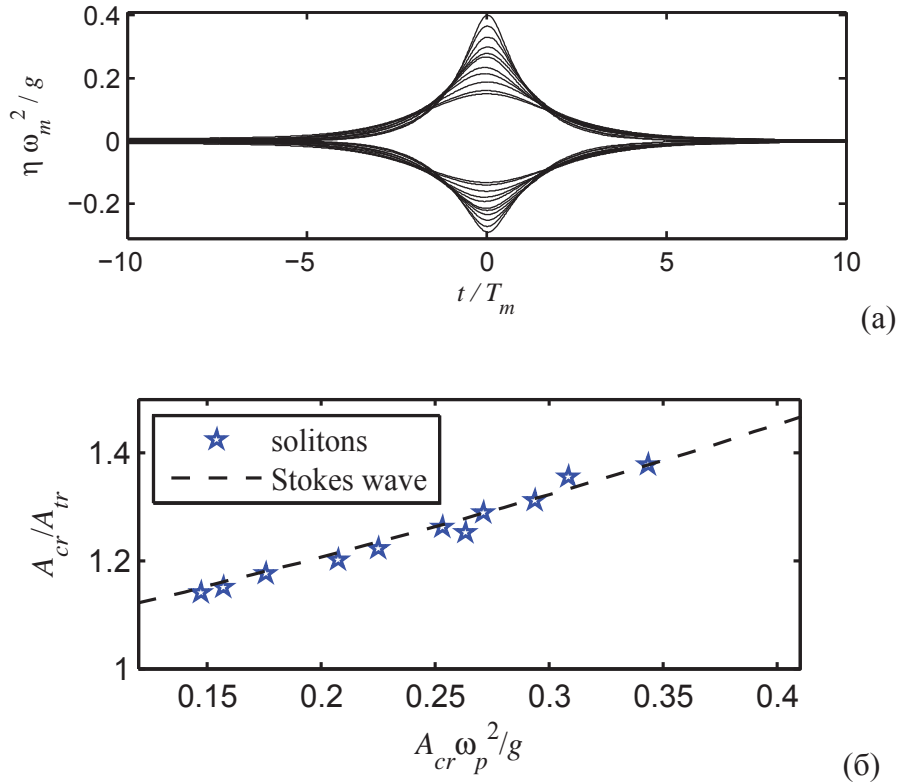 0.4
0.2
0
−0.2
η ω_m^2 / g
−10 −5 0 5 10
t / T_m
(а)
1.4
1.2
1
A_cr/A_tr
solitons
Stokes wave
0.15 0.2 0.25 0.3 0.35 0.4
A_cr ω_p^2/g
(б)